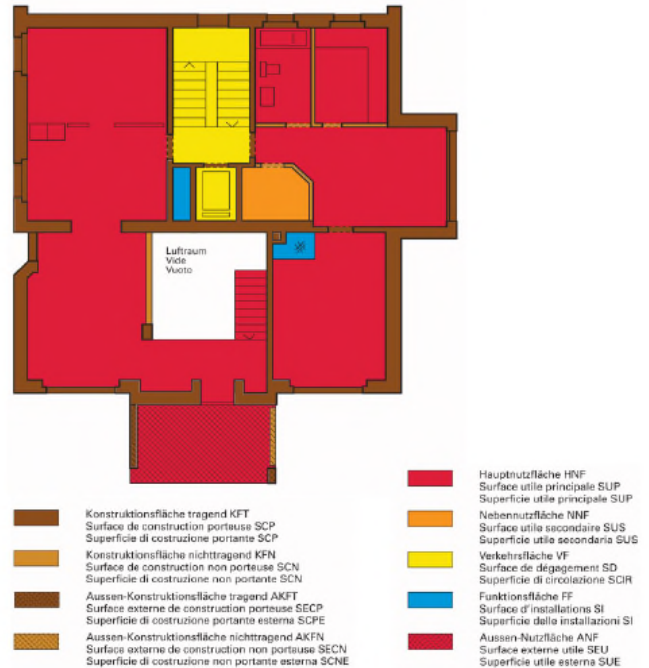 Luftraum
Vide
Vuoto
Konstruktionsfläche tragend KFT
Surface de construction porteuse SCP
Superficie di costruzione portante SCP
Konstruktionsfläche nichttragend KFN
Surface de construction non porteuse SCN
Superficie di costruzione non portante SCN
Aussen-Konstruktionsfläche tragend AKFT
Surface externe de construction porteuse SECP
Superficie di costruzione portante esterna SCPE
Aussen-Konstruktionsfläche nichttragend AKFN
Surface externe de construction non porteuse SECN
Superficie di costruzione non portante esterna SCNE
Hauptnutzfläche HNF
Surface utile principale SUP
Superficie utile principale SUP
Nebennutzfläche NNF
Surface utile secondaire SUS
Superficie utile secondaria SUS
Verkehrsfläche VF
Surface de dégagement SD
Superficie di circolazione SCIR
Funktionsfläche FF
Surface d'installations SI
Superficie delle installazioni SI
Aussen-Nutzfläche ANF
Surface externe utile SEU
Superficie utile esterna SUE